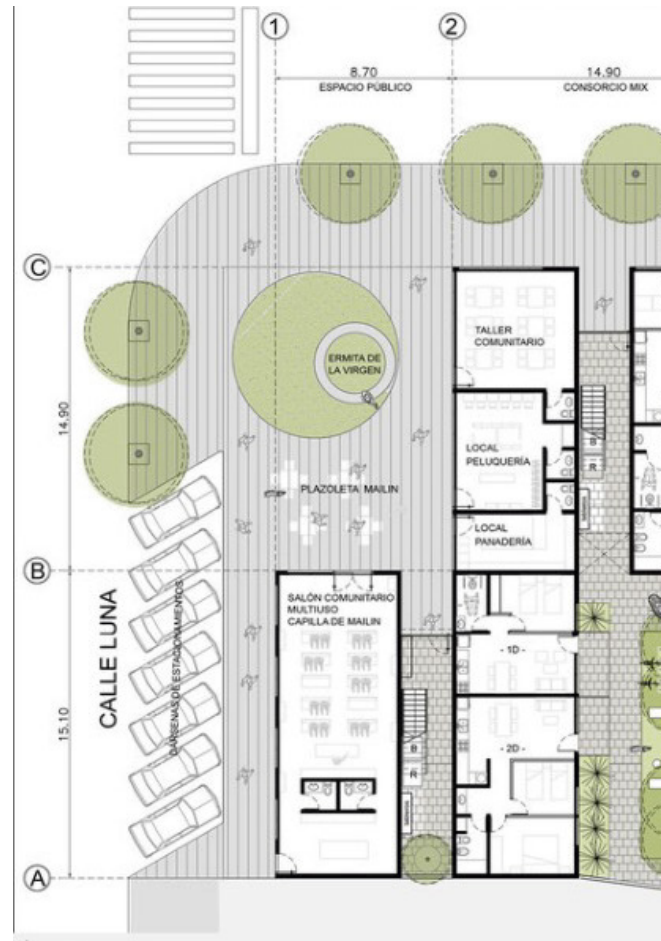 1
2
8.70
14.90
ESPACIO PÚBLICO
CONSORCIO MIX
C
TALLER
COMUNITARIO
ERMITA DE
LA VIRGEN
14.90
LOCAL
PELUQUERÍA
B
R
PLAZOLETA MAILIN
LOCAL
PANADERÍA
B
SALÓN COMUNITARIO
MULTIUSO
CAPILLA DE MAILIN
CALLE LUNA
DÁRSENAS DE ESTACIONAMIENTOS
- 1D -
15.10
B
R
- 2D -
A